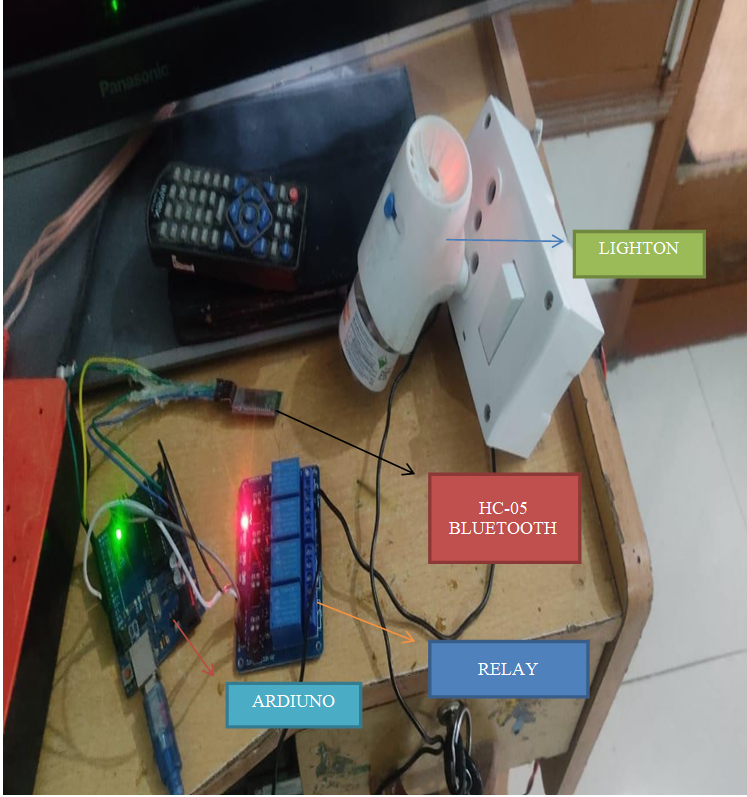 Panasonic
LIGHTON
HC-05
BLUETOOTH
RELAY
ARDIUNO